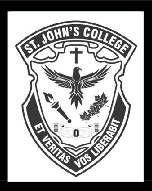 ST. JOHN'S COLLEGE
ET VERITAS VOS LIBERABIT